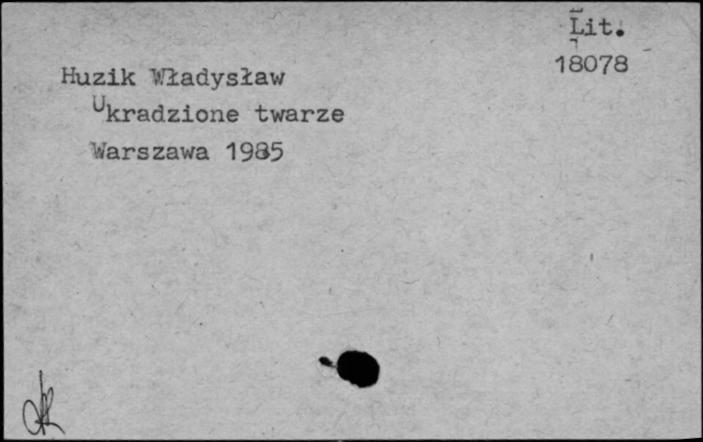 Lit.
18078
Huzik Władysław
Ukradzione twarze
Warszawa 1985